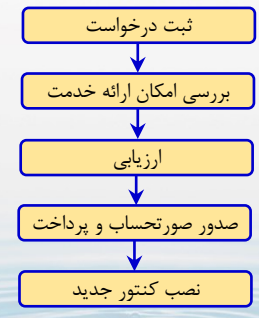 ثبت درخواست
بررسی امکان ارائه خدمت
ارزیابی
صدور صورتحساب و پرداخت
نصب کنتور جدید